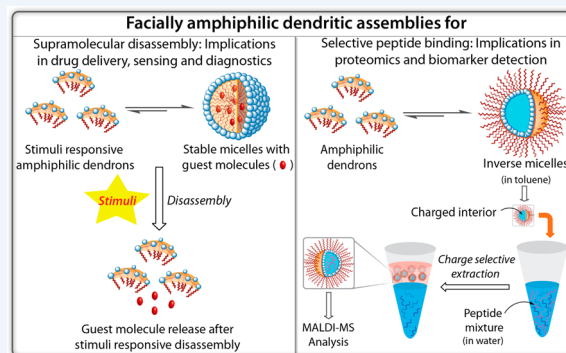 Facially amphiphilic dendritic assemblies for
Supramolecular disassembly: Implications
in drug delivery, sensing and diagnostics
Stimuli responsive
amphiphilic dendrons
Stable micelles with
guest molecules ( )
Stimuli
Disassembly
Guest molecule release after
stimuli responsive disassembly
Selective peptide binding: Implications in
proteomics and biomarker detection
Amphiphilic
dendrons
Inverse micelles
(in toluene)
Charged interior
Charge selective
extraction
MALDI-MS
Analysis
Peptide
mixture
(in water)